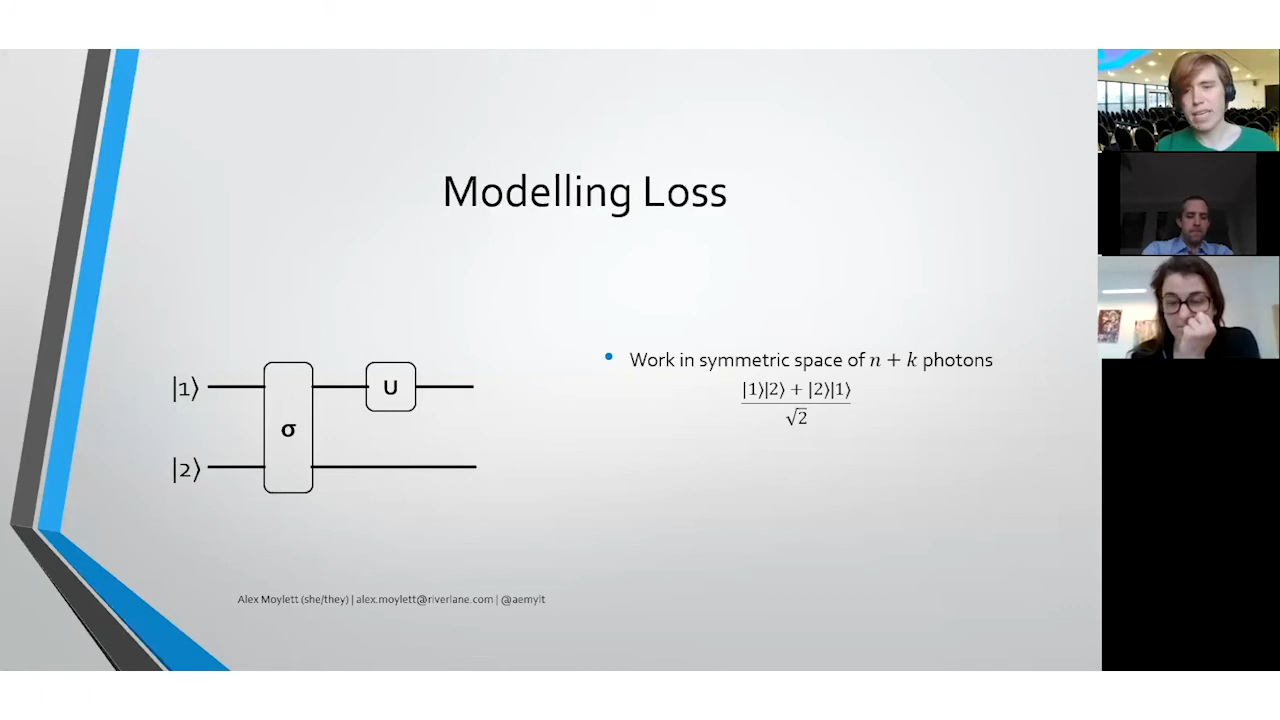 Modelling Loss
|1⟩
σ
U
|2⟩
• Work in symmetric space of n + k photons
|1⟩|2⟩ + |2⟩|1⟩
√2
Alex Moylett (she/they) | alex.moylett@riverlane.com | @aemylt